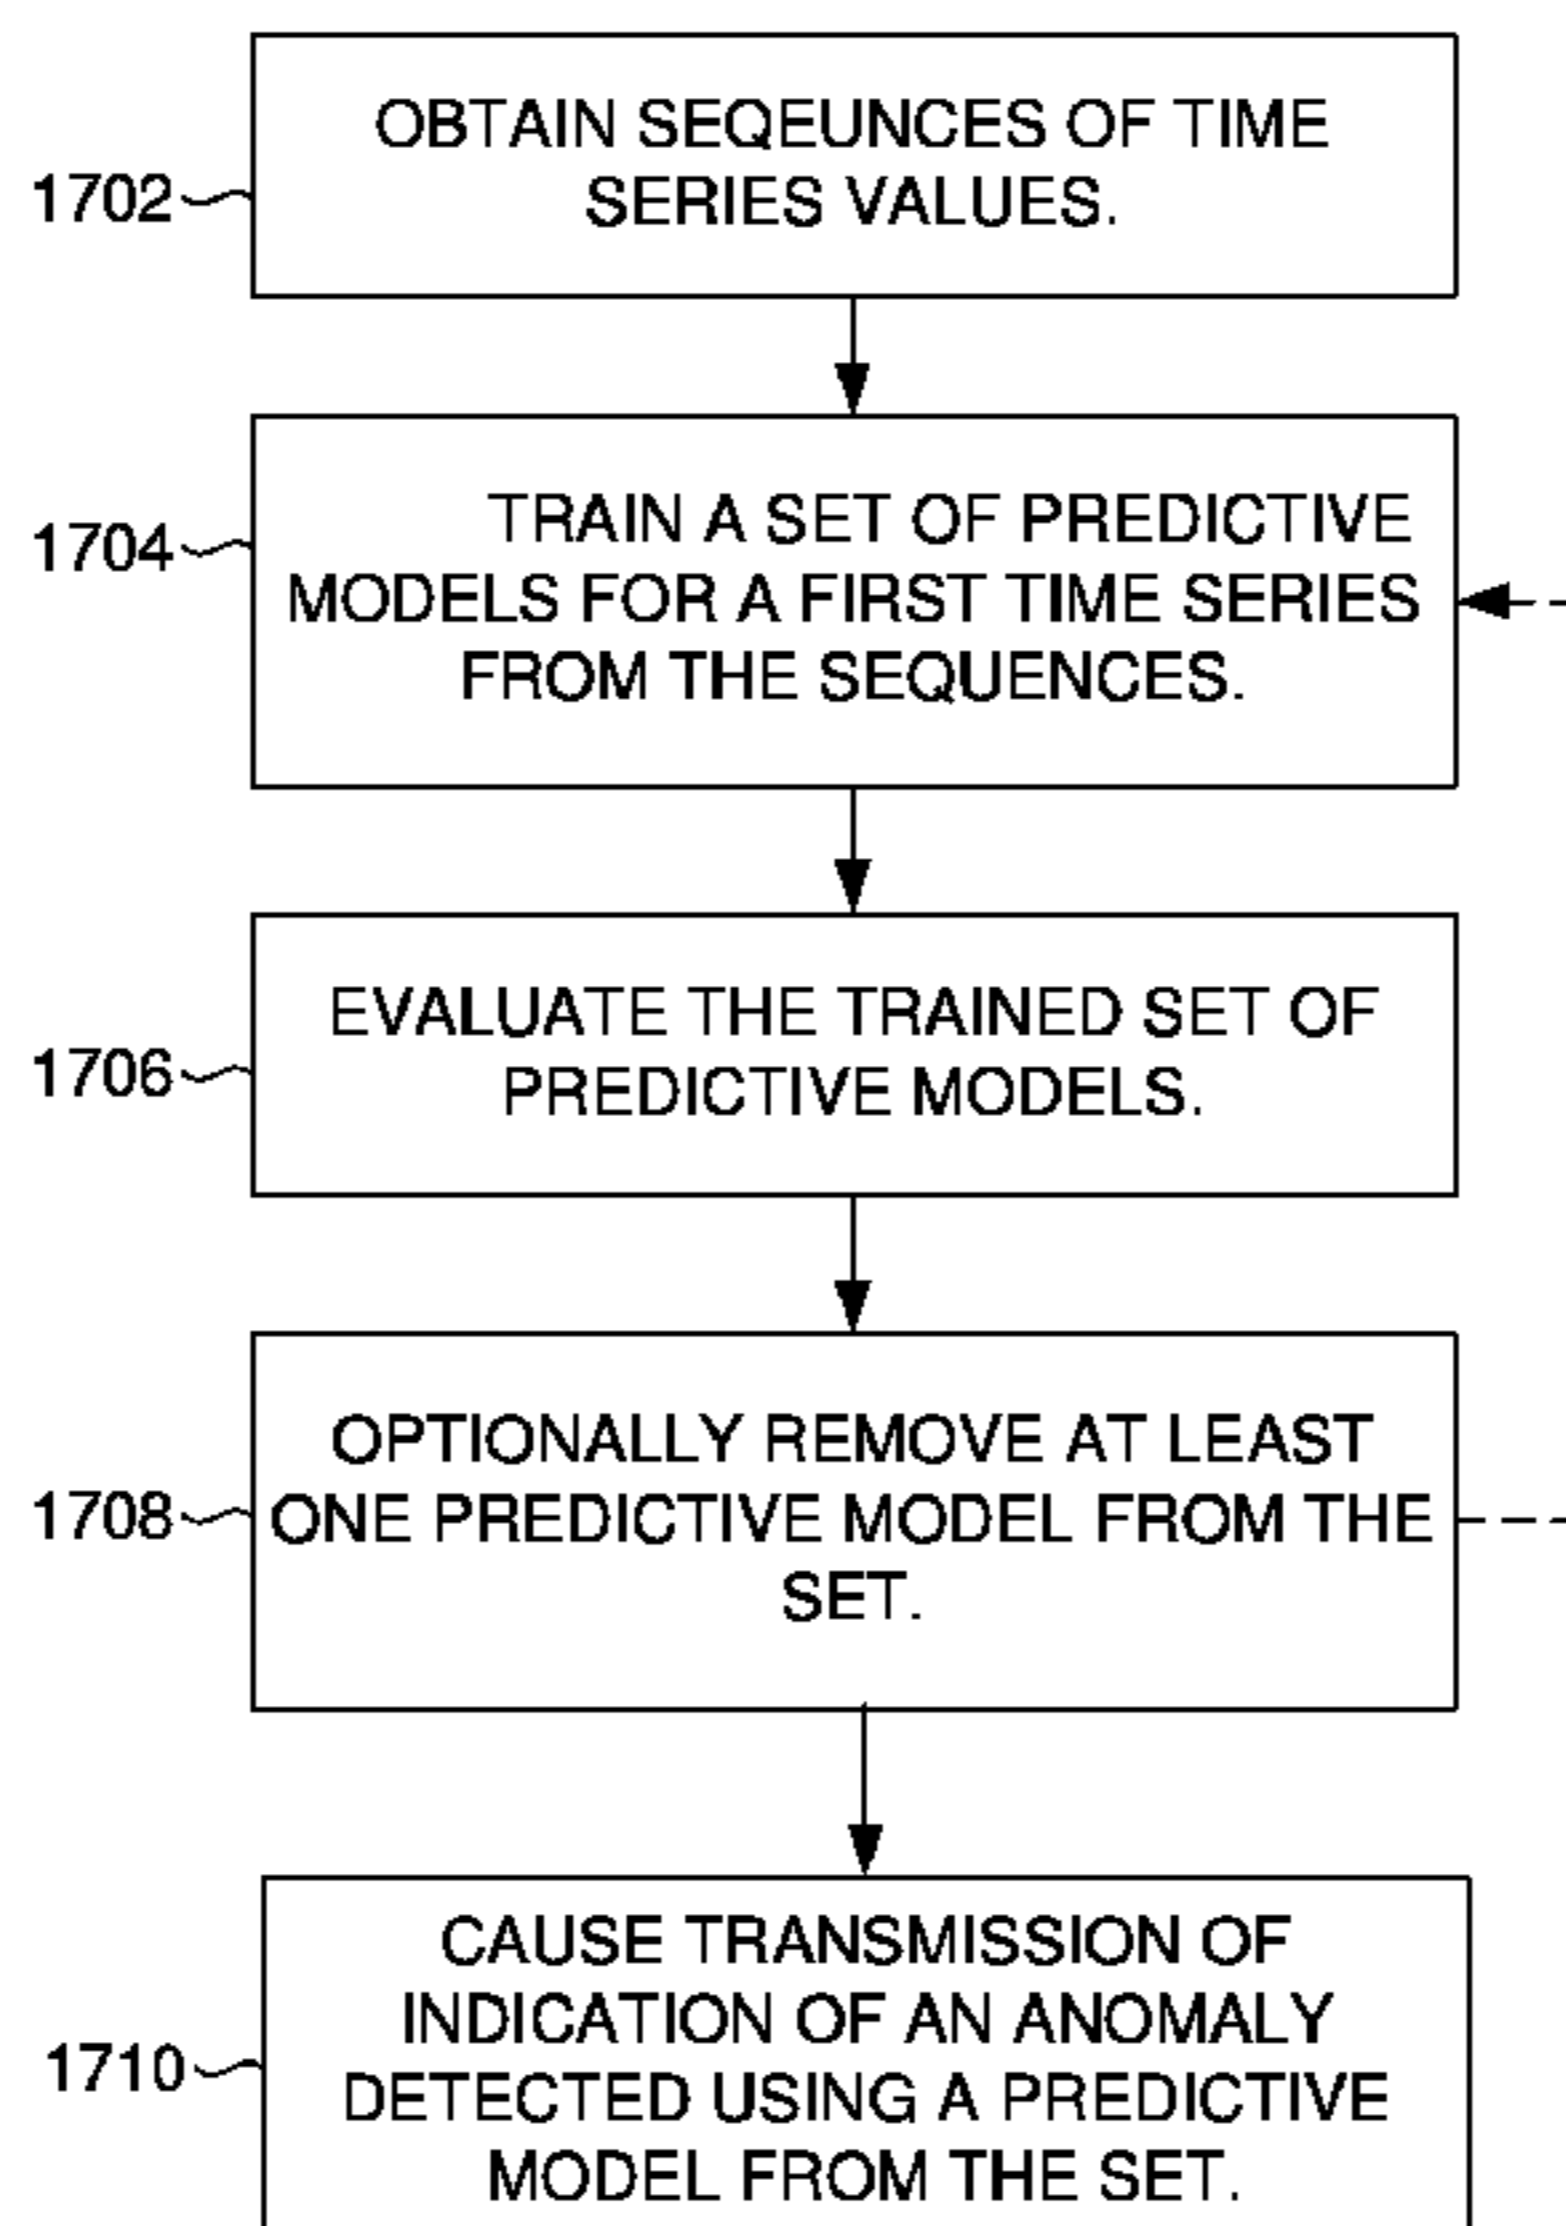 OBTAIN SEQEUNCES OF TIME
SERIES VALUES.
1702
TRAIN A SET OF PREDICTIVE
MODELS FOR A FIRST TIME SERIES
FROM THE SEQUENCES.
1704
EVALUATE THE TRAINED SET OF
PREDICTIVE MODELS.
1706
OPTIONALLY REMOVE AT LEAST
ONE PREDICTIVE MODEL FROM THE
SET.
1708
CAUSE TRANSMISSION OF
INDICATION OF AN ANOMALY
DETECTED USING A PREDICTIVE
MODEL FROM THE SET.
1710